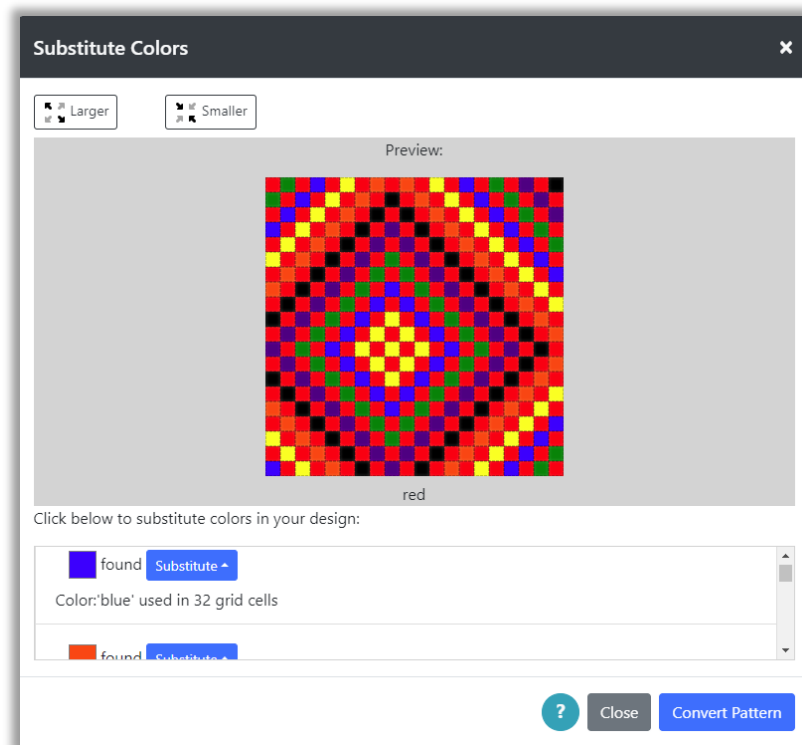 Substitute Colors ×
Larger Smaller
Preview:
red
Click below to substitute colors in your design:
found Substitute
Color:'blue' used in 32 grid cells
found Substitute
? Close Convert Pattern